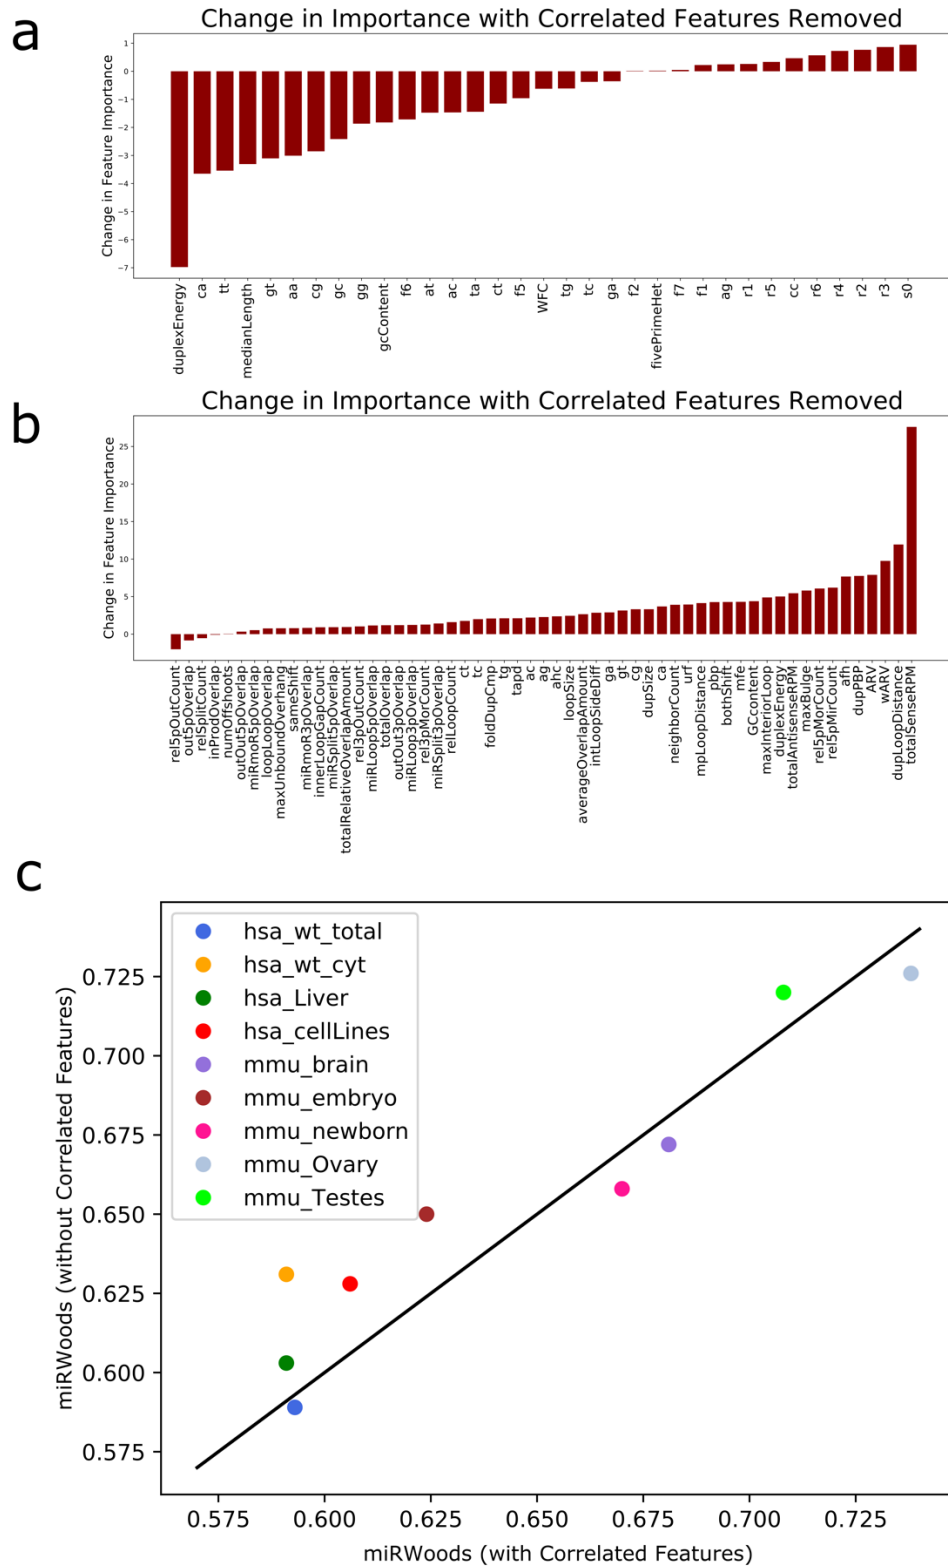 a
Change in Importance with Correlated Features Removed
Change in Feature Importance
1
0
−1
−2
−3
−4
−5
−6
−7
duplexEnergy
ca
tt
medianLength
gt
aa
cg
gc
gg
gcContent
f6
at
ac
ta
ct
f5
WFC
tg
tc
ga
f2
fivePrimeHet
f7
f1
ag
r1
r5
cc
r6
r4
r2
r3
s0
b
Change in Importance with Correlated Features Removed
Change in Feature Importance
25
20
15
10
5
0
rel5pOutCount
out5pOverlap
relSplitCount
inProdOverlap
numOffshoots
outOut5pOverlap
miRmoR5pOverlap
loopLoopOverlap
maxUnboundOverhang
sameShift
miRmoR3pOverlap
innerLoopGapCount
miRSplit5pOverlap
totalRelativeOverlapAmount
rel3pOutCount
miRLoop5pOverlap
totalOverlap
outOut3pOverlap
miRLoop3pOverlap
rel3pMorCount
miRSplit3pOverlap
relLoopCount
ct
tc
foldDupCmp
tg
tapd
ac
ag
ahc
loopSize
averageOverlapAmount
intLoopSideDiff
ga
gt
cg
dupSize
ca
neighborCount
urf
mpLoopDistance
pbp
bothShift
mfe
GCcontent
maxInteriorLoop
duplexEnergy
totalAntisenseRPM
maxBulge
rel5pMorCount
rel5pMirCount
afh
dupPBP
ARV
wARV
dupLoopDistance
totalSenseRPM
c
miRWoods (without Correlated Features)
0.725
0.700
0.675
0.650
0.625
0.600
0.575
hsa_wt_total
hsa_wt_cyt
hsa_Liver
hsa_cellLines
mmu_brain
mmu_embryo
mmu_newborn
mmu_Ovary
mmu_Testes
0.575 0.600 0.625 0.650 0.675 0.700 0.725
miRWoods (with Correlated Features)